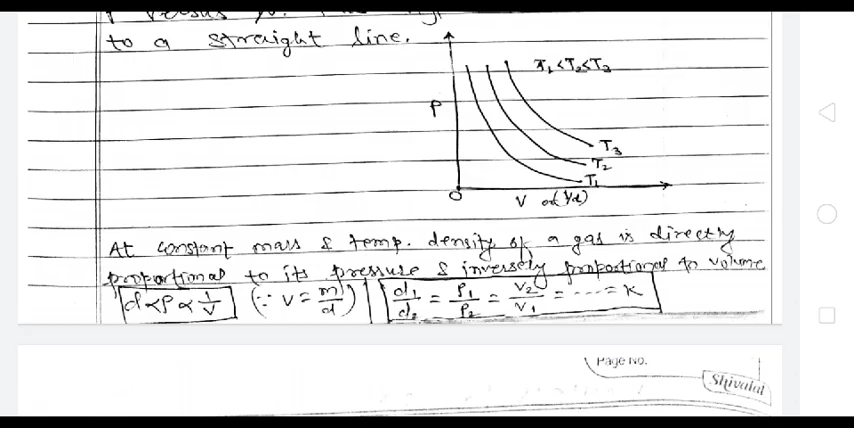 to a straight line.
T₁<T₂<T₃
P
T₃
T₂
T₁
O
V or (1/d)
At constant mass & temp. density of a gas is directly
proportional to its pressure & inversely proportional to volume
d∝P∝1/V (∵ V = m/d) d₁/d₂ = P₁/P₂ = V₂/V₁ = ..... = K
Page No.
Shivalal